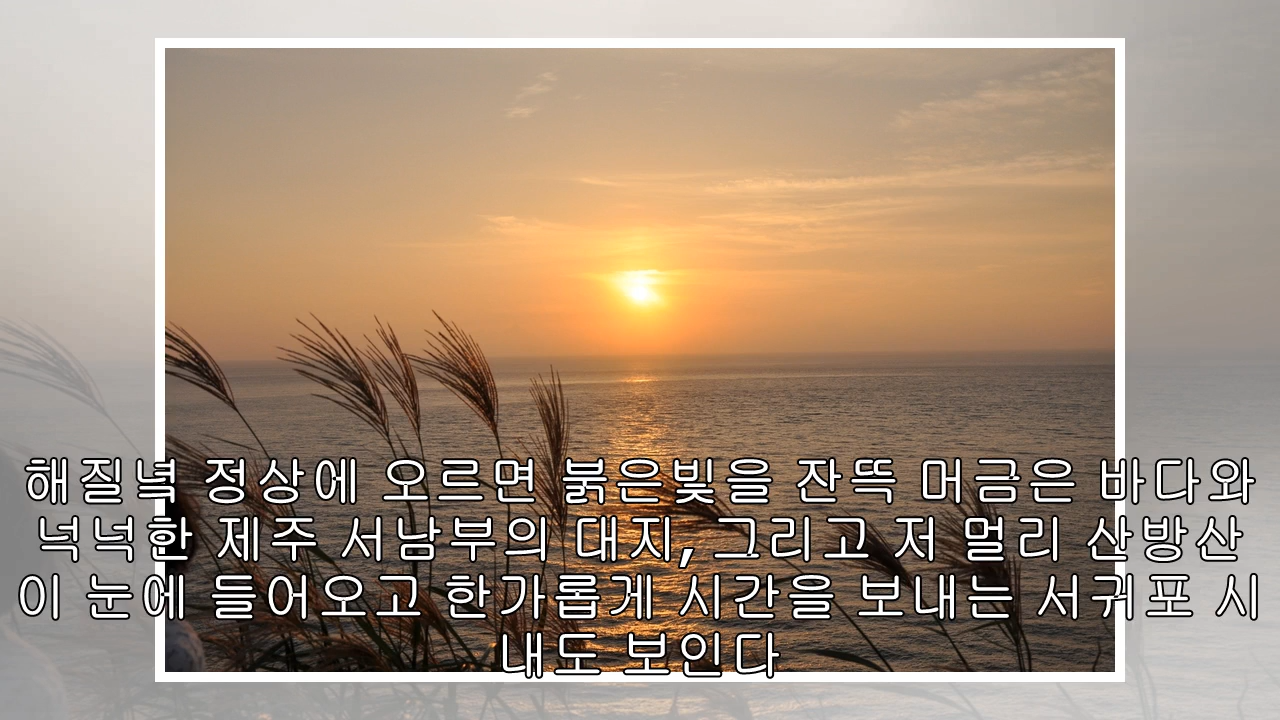 해질녘 정상에 오르면 붉은빛을 잔뜩 머금은 바다와
넉넉한 제주 서남부의 대지, 그리고 저 멀리 산방산
이 눈에 들어오고 한가롭게 시간을 보내는 서귀포 시
내도 보인다